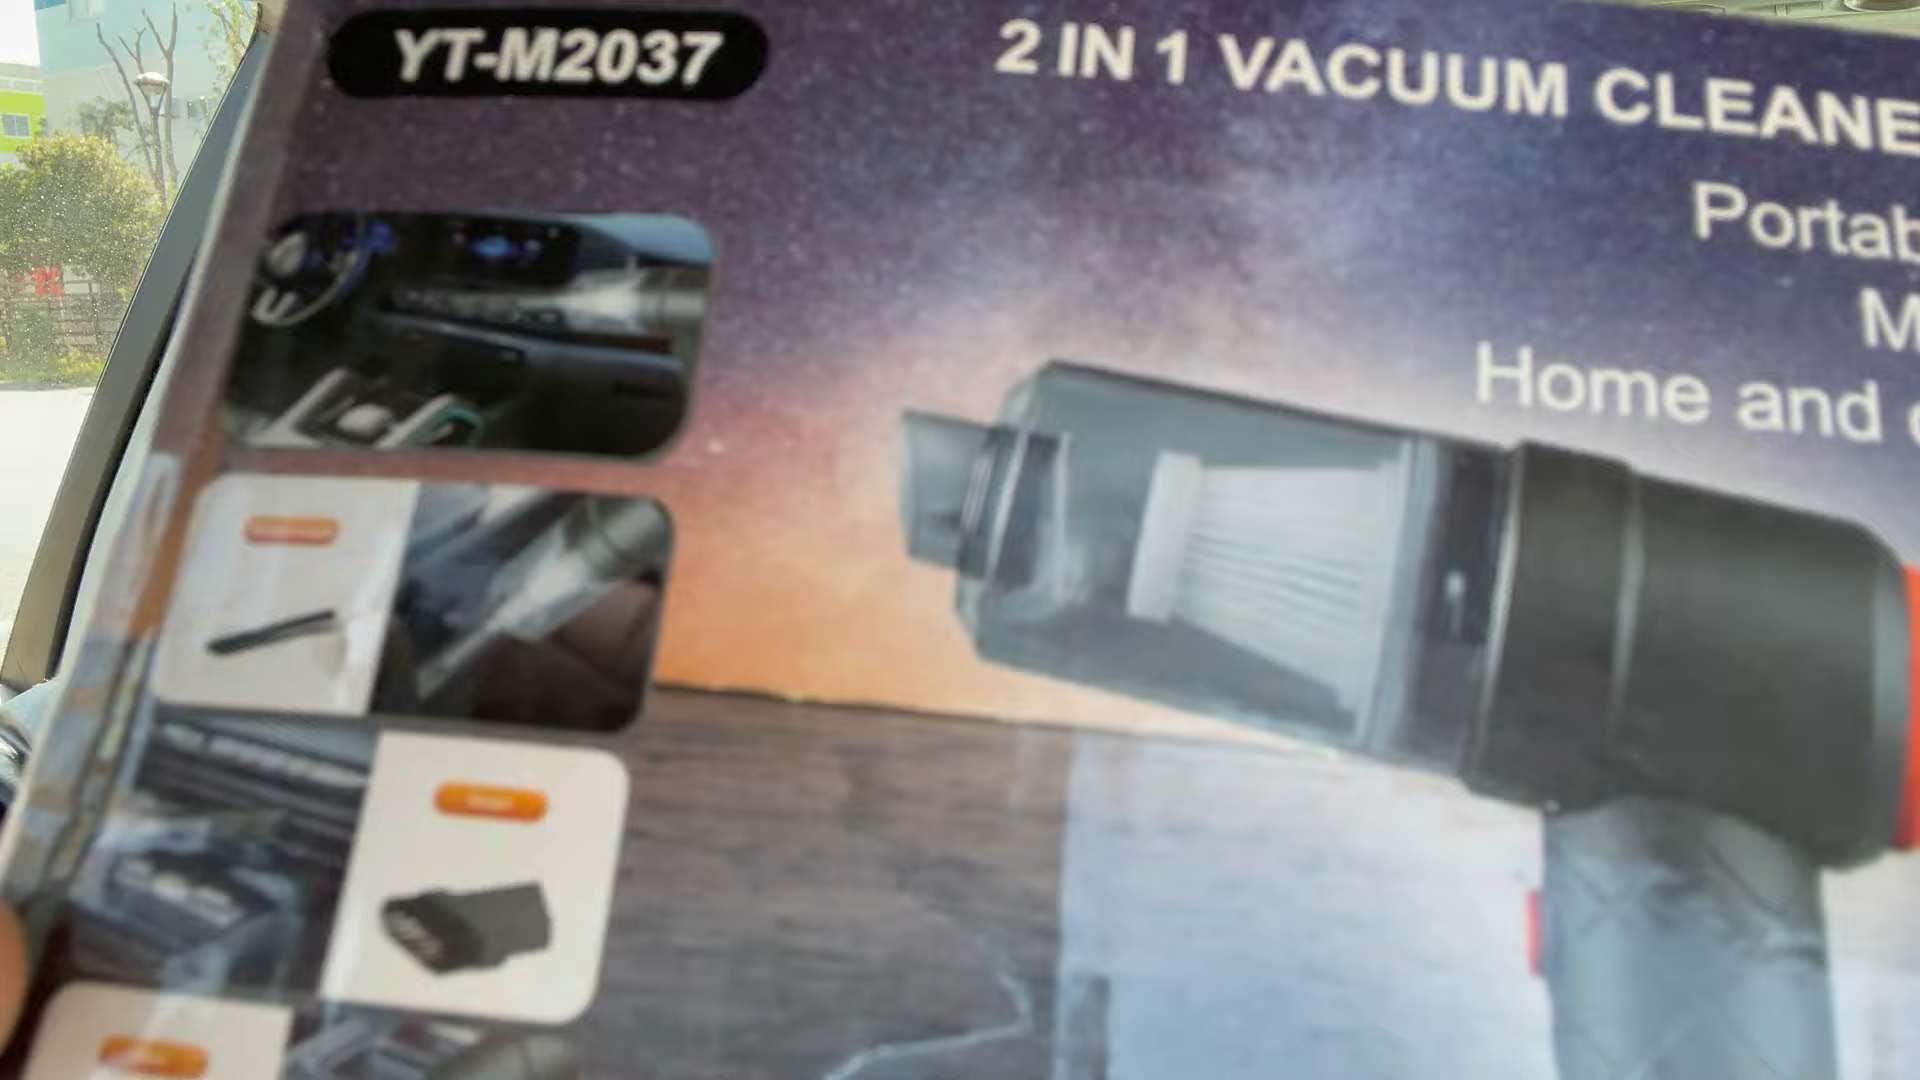 YT-M2037
2 IN 1 VACUUM CLEANE
Portab
M
Home and